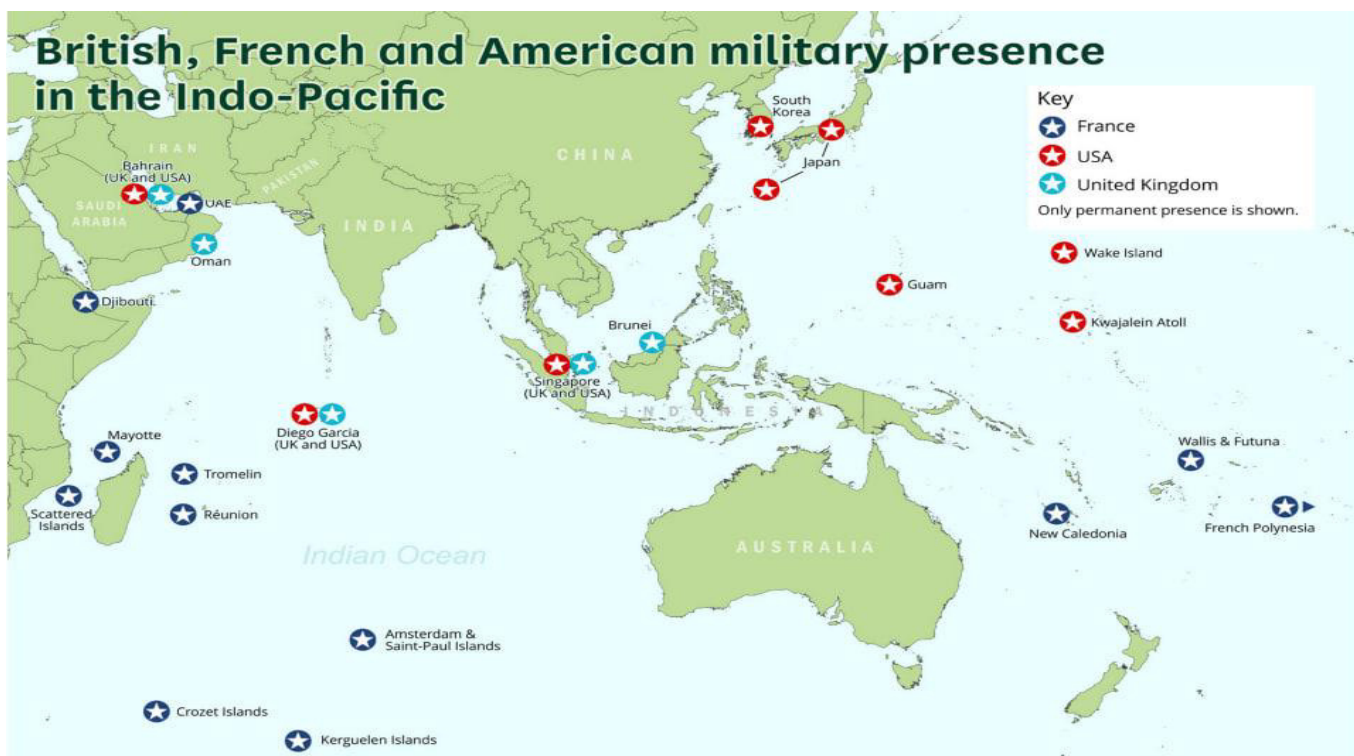 British, French and American military presence
in the Indo-Pacific
Key
France
USA
United Kingdom
Only permanent presence is shown.
South
Korea
Japan
CHINA
IRAN
Bahrain
(UK and USA)
PAKISTAN
UAE
SAUDI
ARABIA
INDIA
Oman
Wake Island
Guam
Djibouti
Kwajalein Atoll
Brunei
Singapore
(UK and USA)
INDONESIA
Diego Garcia
(UK and USA)
Mayotte
Wallis & Futuna
Tromelin
Scattered
Islands
Réunion
New Caledonia
French Polynesia
AUSTRALIA
Indian Ocean
Amsterdam &
Saint-Paul Islands
Crozet Islands
Kerguelen Islands